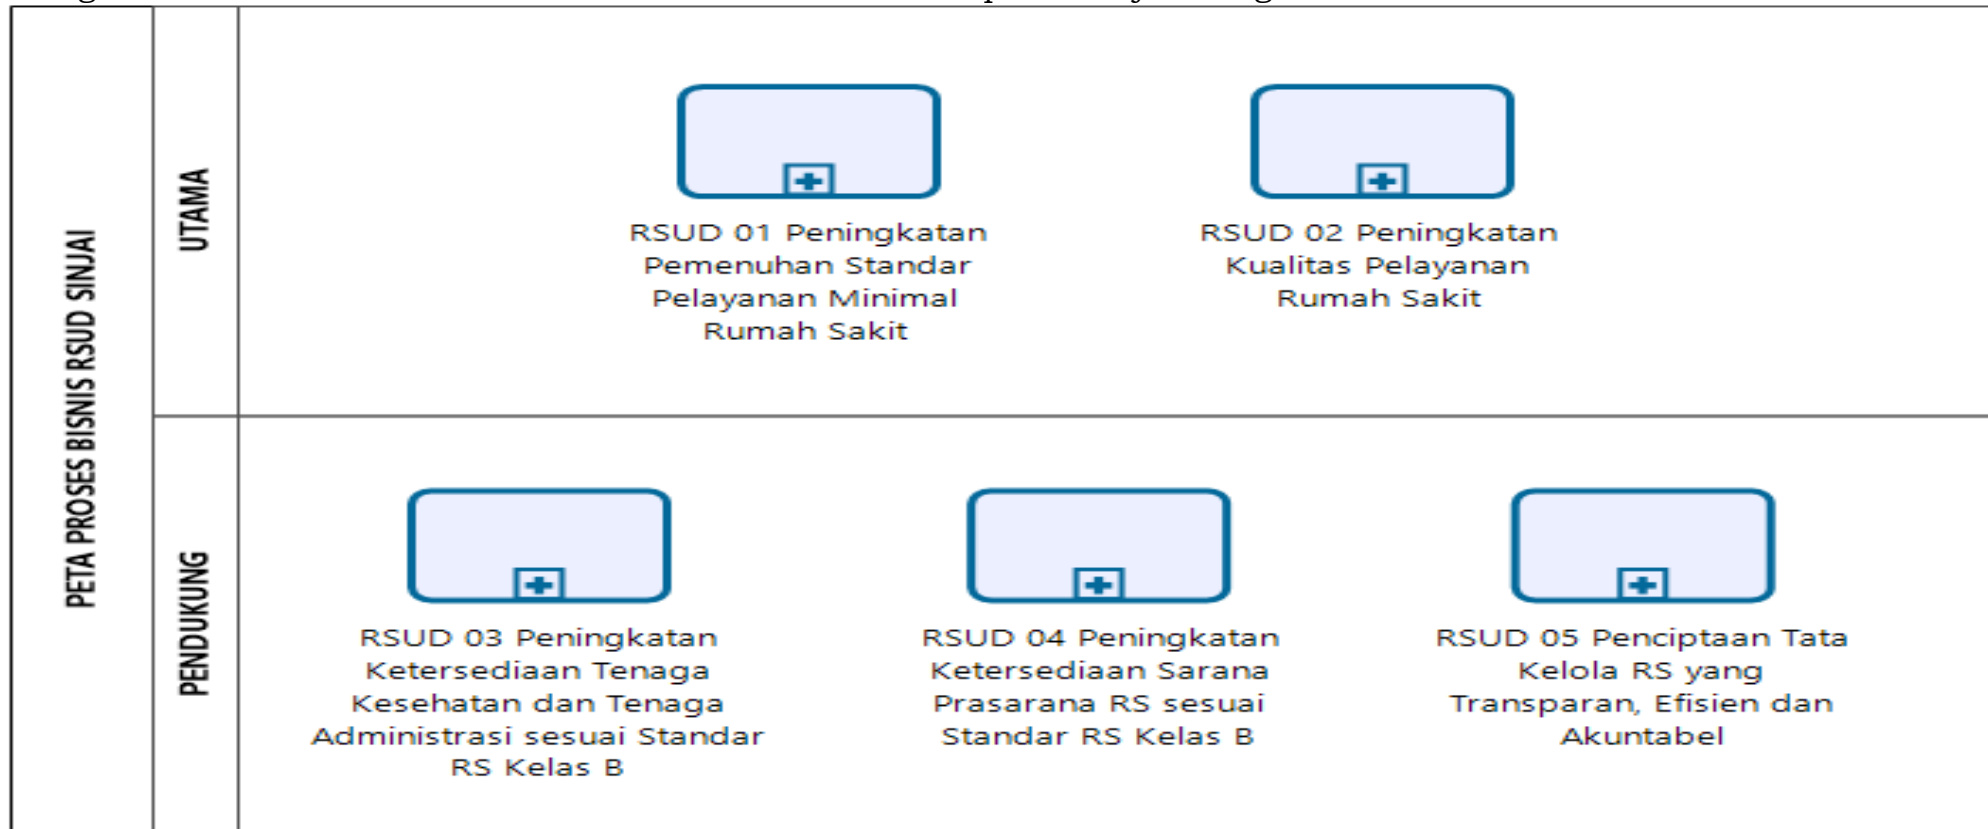 PETA PROSES BISNIS RSUD SINJAI
UTAMA
RSUD 01 Peningkatan
Pemenuhan Standar
Pelayanan Minimal
Rumah Sakit
RSUD 02 Peningkatan
Kualitas Pelayanan
Rumah Sakit
PENDUKUNG
RSUD 03 Peningkatan
Ketersediaan Tenaga
Kesehatan dan Tenaga
Administrasi sesuai Standar
RS Kelas B
RSUD 04 Peningkatan
Ketersediaan Sarana
Prasarana RS sesuai
Standar RS Kelas B
RSUD 05 Penciptaan Tata
Kelola RS yang
Transparan, Efisien dan
Akuntabel